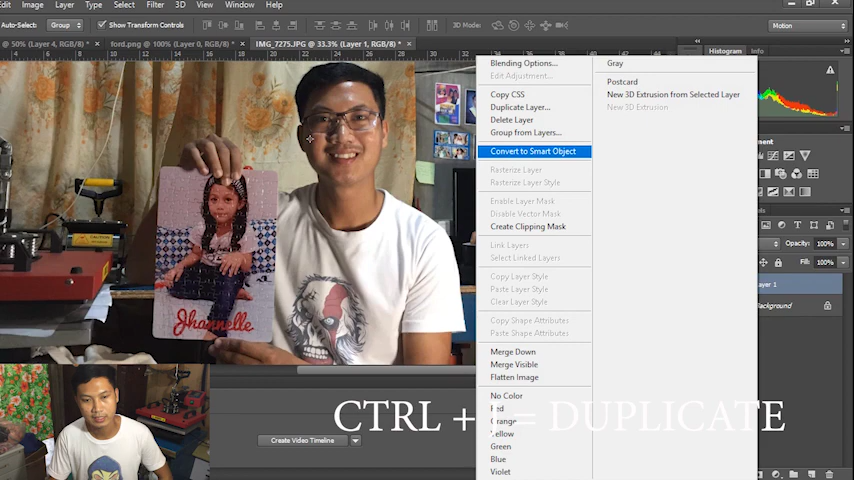 Edit Image Layer Type Select Filter 3D View Window Help
Auto-Select: Group Show Transform Controls 3D Mode: Motion
@ 50% (Layer 4, RGB/8) * × ford.png @ 100% (Layer 0, RGB/8) * × IMG_7275.JPG @ 33.3% (Layer 1, RGB/8) * ×
Histogram Info
Blending Options...
Edit Adjustment...
Copy CSS
Duplicate Layer...
Delete Layer
Group from Layers...
Convert to Smart Object
Rasterize Layer
Rasterize Layer Style
Enable Layer Mask
Disable Vector Mask
Create Clipping Mask
Link Layers
Select Linked Layers
Copy Layer Style
Paste Layer Style
Clear Layer Style
Copy Shape Attributes
Paste Shape Attributes
Merge Down
Merge Visible
Flatten Image
No Color
Red
Orange
Yellow
Green
Blue
Violet
Gray
Postcard
New 3D Extrusion from Selected Layer
New 3D Extrusion
Opacity: 100%
Fill: 100%
Layer 1
Background
Jhannelle
CAUTION
CTRL + J = DUPLICATE
Create Video Timeline